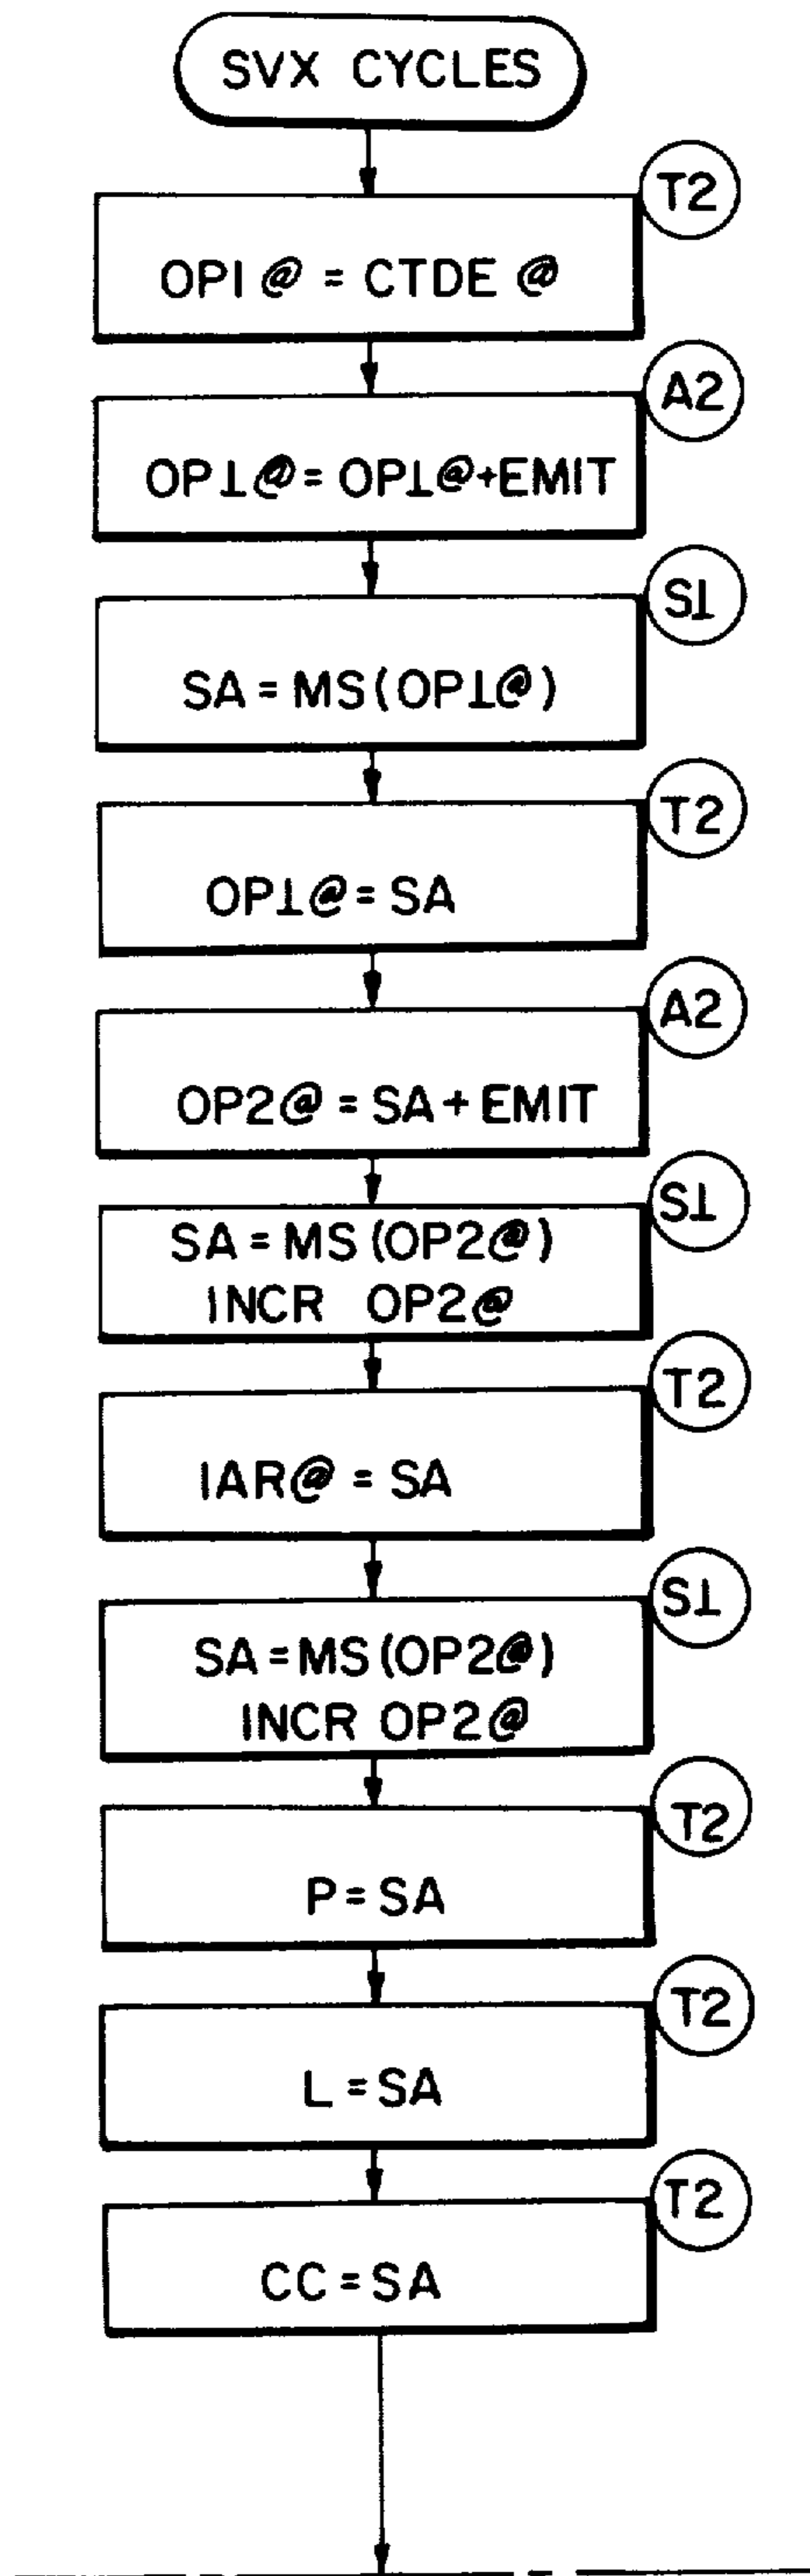 SVX CYCLES
T2
OP1@ = CTDE @
A2
OP1@ = OP1@+EMIT
S1
SA = MS(OP1@)
T2
OP1@ = SA
A2
OP2@ = SA + EMIT
S1
SA = MS(OP2@)
INCR OP2@
T2
IAR@ = SA
S1
SA = MS(OP2@)
INCR OP2@
T2
P = SA
T2
L = SA
T2
CC = SA